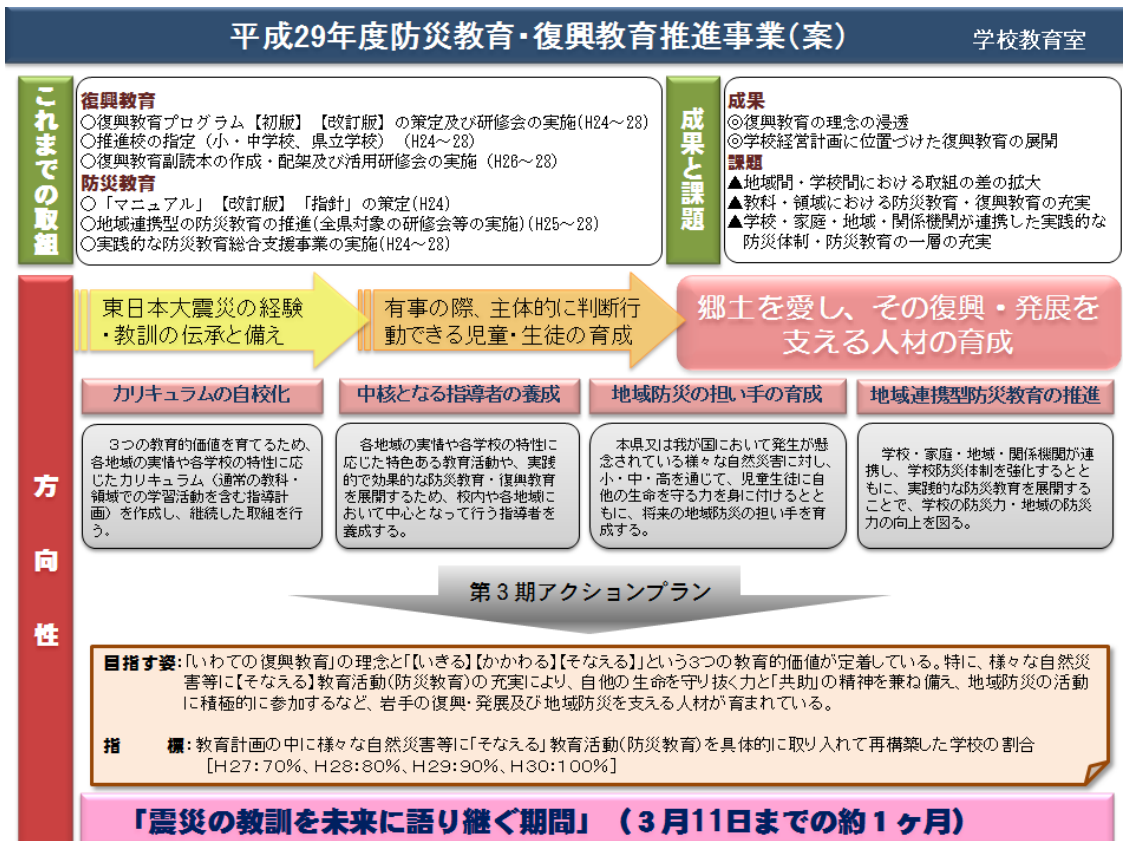 平成29年度防災教育・復興教育推進事業(案)
学校教育室
これまでの取組
復興教育
○復興教育プログラム【初版】【改訂版】の策定及び研修会の実施(H24～28)
○推進校の指定（小・中学校、県立学校）（H24～28）
○復興教育副読本の作成・配架及び活用研修会の実施（H26～28）
防災教育
○「マニュアル」【改訂版】「指針」の策定(H24)
○地域連携型の防災教育の推進(全県対象の研修会等の実施)(H25～28)
○実践的な防災教育総合支援事業の実施(H24～28)
成果と課題
成果
◎復興教育の理念の浸透
◎学校経営計画に位置づけた復興教育の展開
課題
▲地域間・学校間における取組の差の拡大
▲教科・領域における防災教育・復興教育の充実
▲学校・家庭・地域・関係機関が連携した実践的な
防災体制・防災教育の一層の充実
方向性
東日本大震災の経験
・教訓の伝承と備え
有事の際、主体的に判断行
動できる児童・生徒の育成
郷土を愛し、その復興・発展を
支える人材の育成
カリキュラムの自校化
３つの教育的価値を育てるため、
各地域の実情や各学校の特性に応
じたカリキュラム（通常の教科・
領域での学習活動を含む指導計
画）を作成し、継続した取組を行
う。
中核となる指導者の養成
各地域の実情や各学校の特性に
応じた特色ある教育活動や、実践
的で効果的な防災教育・復興教育
を展開するため、校内や各地域に
おいて中心となって行う指導者を
養成する。
地域防災の担い手の育成
本県又は我が国において発生が懸
念されている様々な自然災害に対し、
小・中・高を通じて、児童生徒に自
他の生命を守る力を身に付けるとと
もに、将来の地域防災の担い手を育
成する。
地域連携型防災教育の推進
学校・家庭・地域・関係機関が連
携し、学校防災体制を強化するとと
もに、実践的な防災教育を展開する
ことで、学校の防災力・地域の防災
力の向上を図る。
第３期アクションプラン
目指す姿:「いわての復興教育」の理念と「【いきる】【かかわる】【そなえる】」という3つの教育的価値が定着している。特に、様々な自然災
害等に【そなえる】教育活動(防災教育)の充実により、自他の生命を守り抜く力と「共助」の精神を兼ね備え、地域防災の活動
に積極的に参加するなど、岩手の復興・発展及び地域防災を支える人材が育まれている。
指　　標:教育計画の中に様々な自然災害等に「そなえる」教育活動(防災教育)を具体的に取り入れて再構築した学校の割合
[H27:70%、H28:80%、H29:90%、H30:100%]
「震災の教訓を未来に語り継ぐ期間」（３月11日までの約１ヶ月）